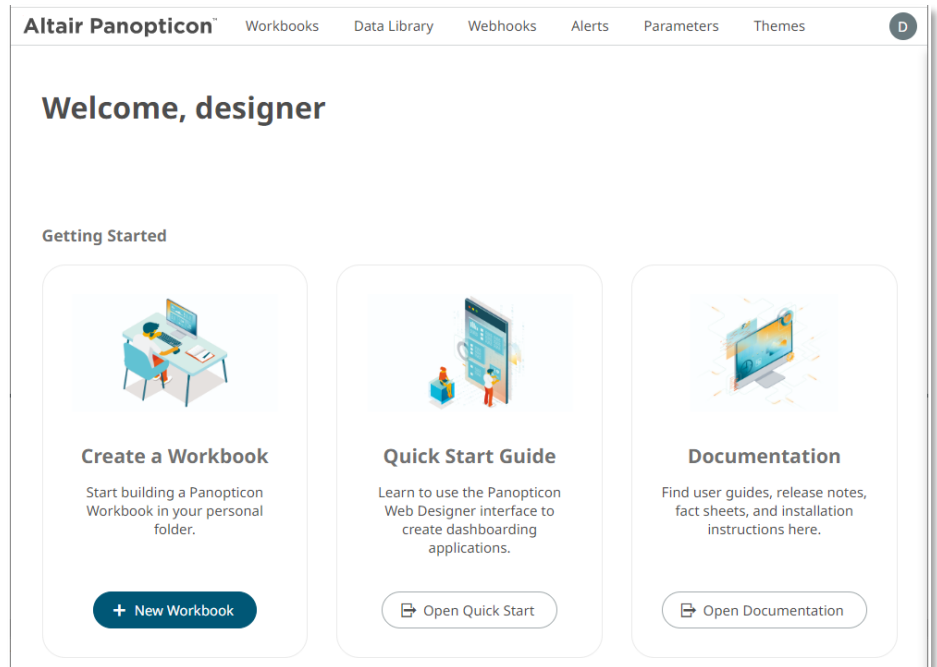 Altair Panopticon™ Workbooks Data Library Webhooks Alerts Parameters Themes D
Welcome, designer
Getting Started
Create a Workbook
Start building a Panopticon
Workbook in your personal
folder.
+ New Workbook
Quick Start Guide
Learn to use the Panopticon
Web Designer interface to
create dashboarding
applications.
Open Quick Start
Documentation
Find user guides, release notes,
fact sheets, and installation
instructions here.
Open Documentation